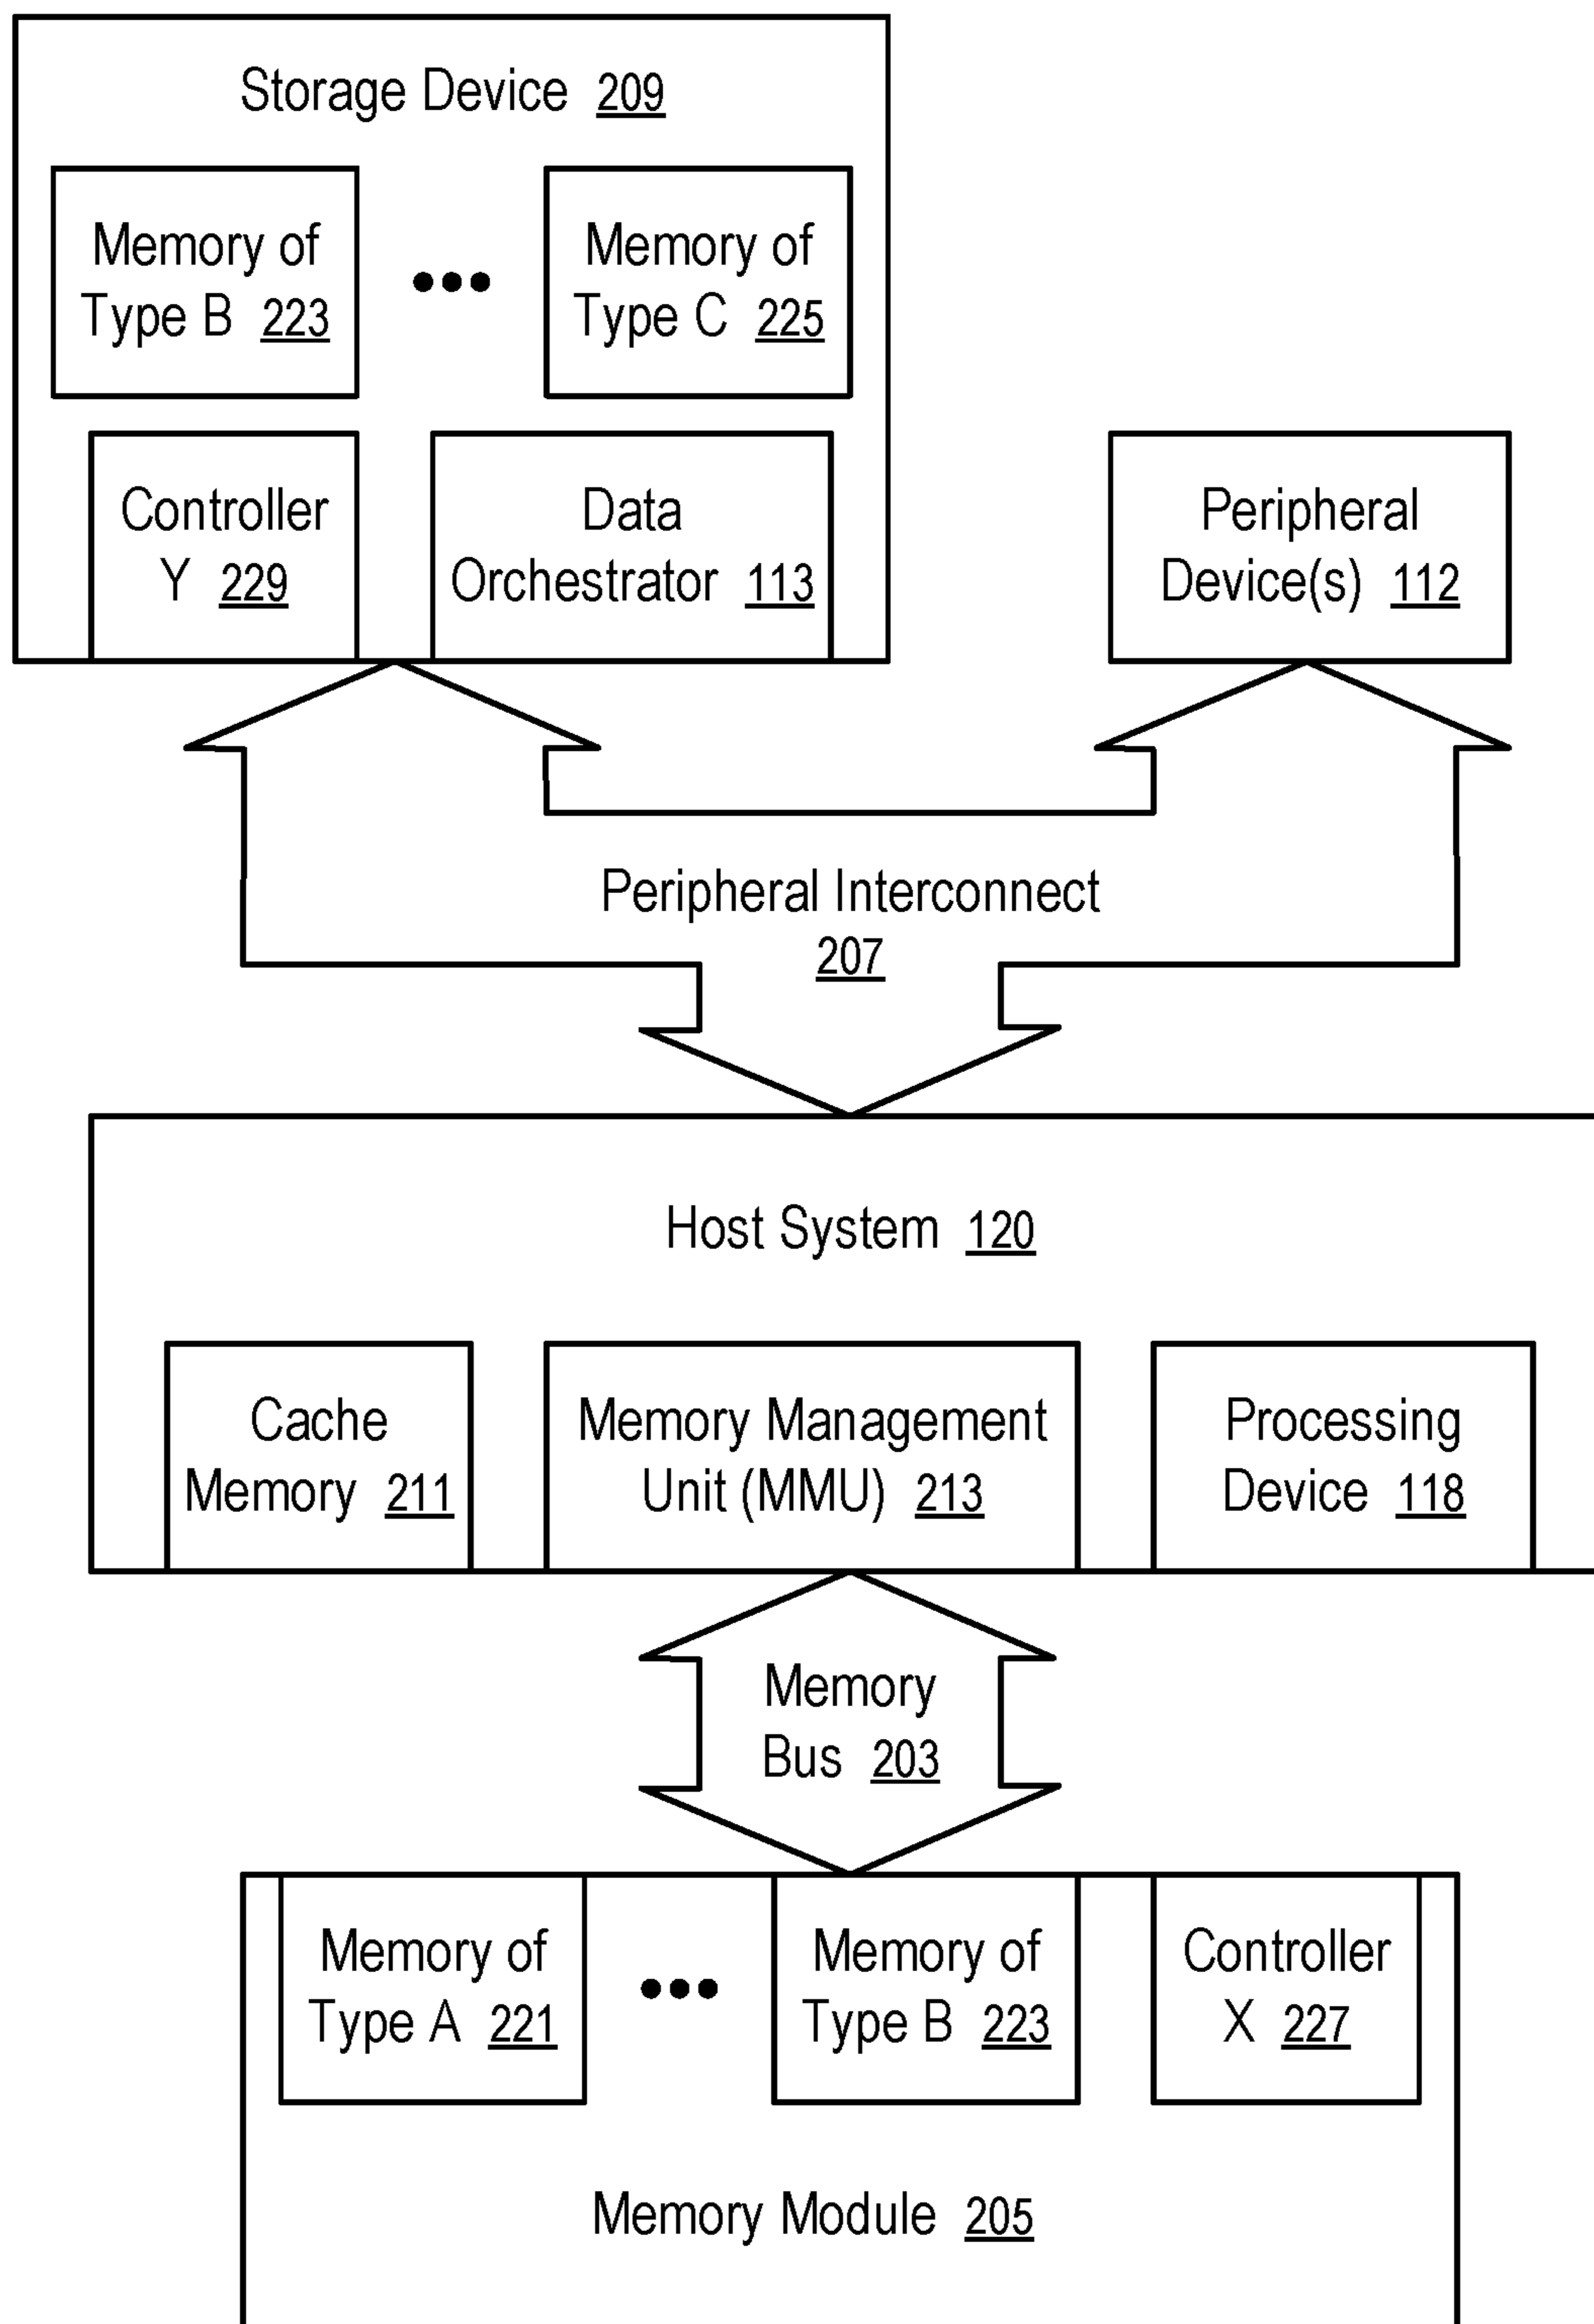 Storage Device 209
Memory of
Type B 223
•••
Memory of
Type C 225
Controller
Y 229
Data
Orchestrator 113
Peripheral
Device(s) 112
Peripheral Interconnect
207
Host System 120
Cache
Memory 211
Memory Management
Unit (MMU) 213
Processing
Device 118
Memory
Bus 203
Memory of
Type A 221
•••
Memory of
Type B 223
Controller
X 227
Memory Module 205